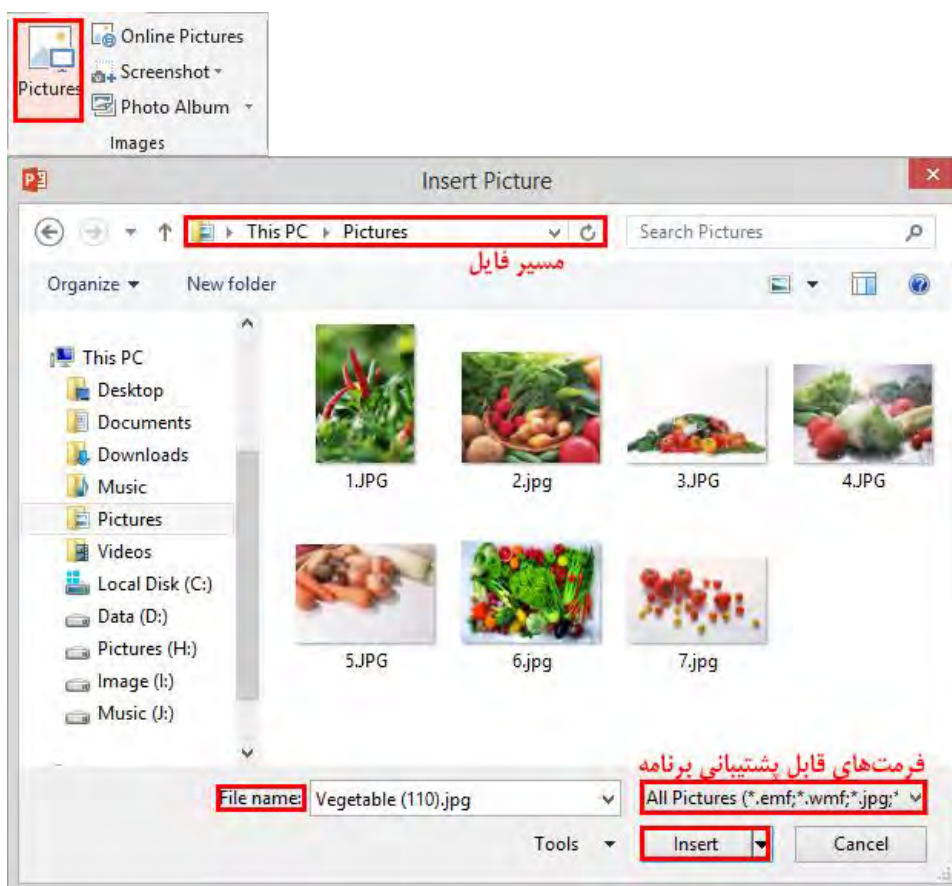 Online Pictures
Screenshot
Pictures
Photo Album
Images
Insert Picture
This PC Pictures
Search Pictures
مسیر فایل
Organize New folder
This PC
Desktop
Documents
Downloads
Music
Pictures
Videos
Local Disk (C:)
Data (D:)
Pictures (H:)
Image (I:)
Music (J:)
1.JPG 2.jpg 3.JPG 4.JPG
5.JPG 6.jpg 7.jpg
فرمت‌های قابل پشتیبانی برنامه
File name: Vegetable (110).jpg All Pictures (*.emf;*.wmf;*.jpg;*
Tools Insert Cancel